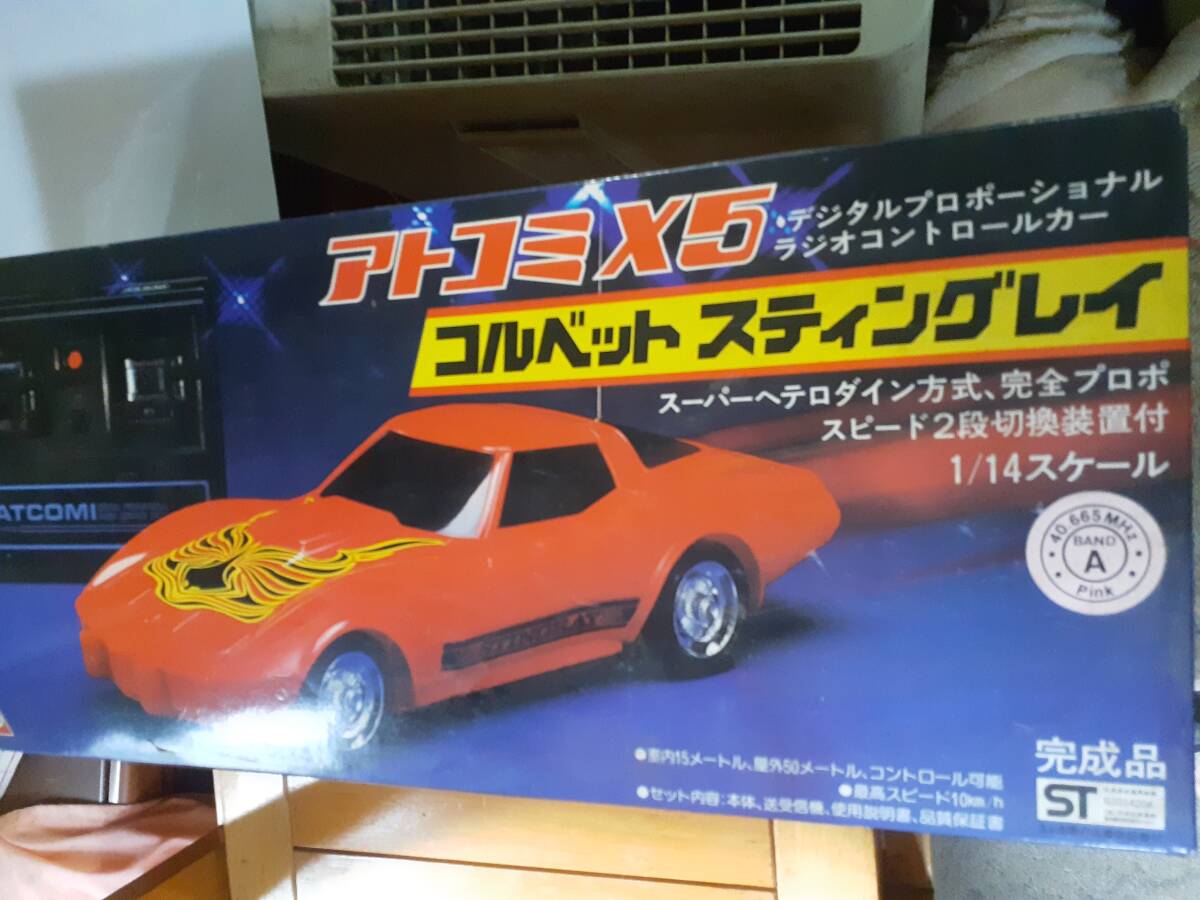 アトコミX5
・デジタルプロポーショナル
ラジオコントロールカー
コルベット スティングレイ
スーパーヘテロダイン方式、完全プロポ
スピード2段切換装置付
1/14スケール
40.665MHz
BAND
A
Pink
ATCOMI
STINGRAY
●室内15メートル、屋外50メートル、コントロール可能
●最高スピード10km/h
●セット内容:本体、送受信機、使用説明書、品質保証書
完成品
ST